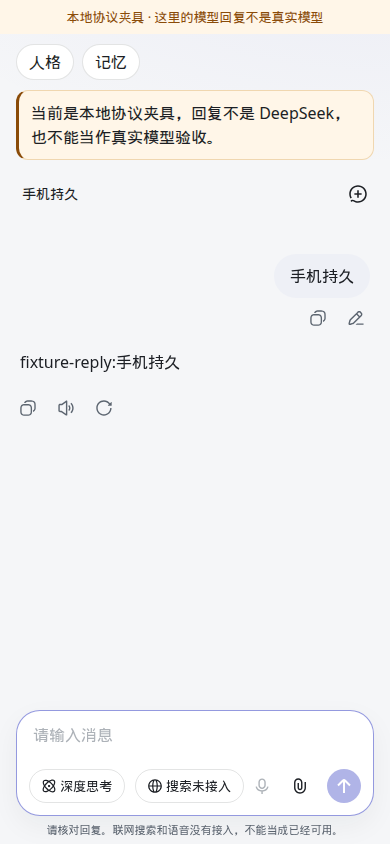 本地协议夹具 · 这里的模型回复不是真实模型
人格 记忆
当前是本地协议夹具，回复不是 DeepSeek，
也不能当作真实模型验收。
手机持久
手机持久
fixture-reply:手机持久
请输入消息
深度思考 搜索未接入
请核对回复。联网搜索和语音没有接入，不能当成已经可用。